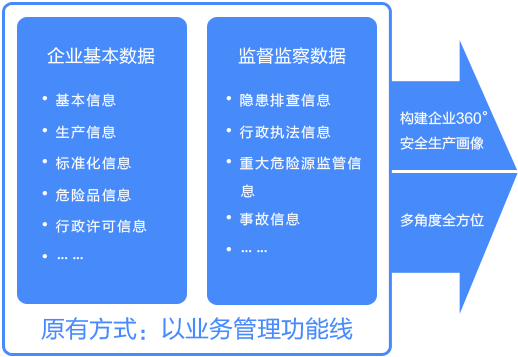 企业基本数据
• 基本信息
• 生产信息
• 标准化信息
• 危险品信息
• 行政许可信息
• ... ...
监督监察数据
• 隐患排查信息
• 行政执法信息
• 重大危险源监管信
息
• 事故信息
• ... ...
构建企业360°
安全生产画像
多角度全方位
原有方式：以业务管理功能线